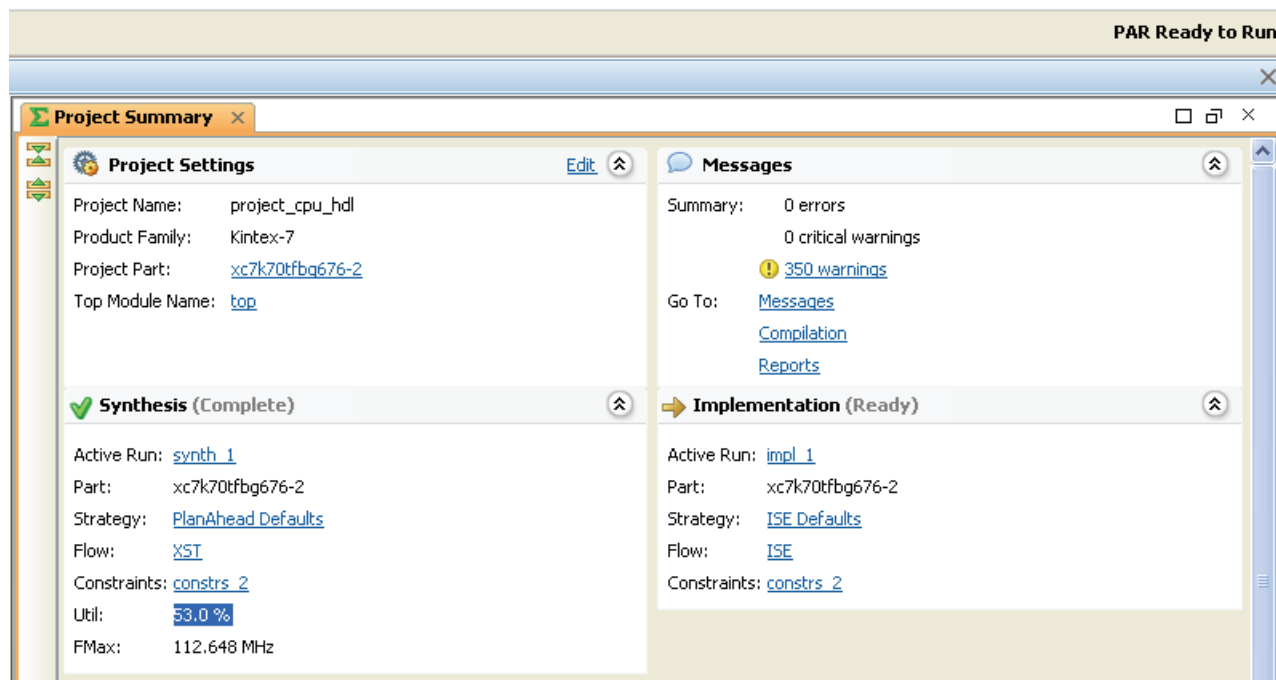 PAR Ready to Run
Project Summary
Project Settings Edit
Project Name: project_cpu_hdl
Product Family: Kintex-7
Project Part: xc7k70tfbg676-2
Top Module Name: top
Messages
Summary: 0 errors
0 critical warnings
350 warnings
Go To: Messages
Compilation
Reports
Synthesis (Complete)
Active Run: synth_1
Part: xc7k70tfbg676-2
Strategy: PlanAhead Defaults
Flow: XST
Constraints: constrs_2
Util: 53.0 %
FMax: 112.648 MHz
Implementation (Ready)
Active Run: impl_1
Part: xc7k70tfbg676-2
Strategy: ISE Defaults
Flow: ISE
Constraints: constrs_2